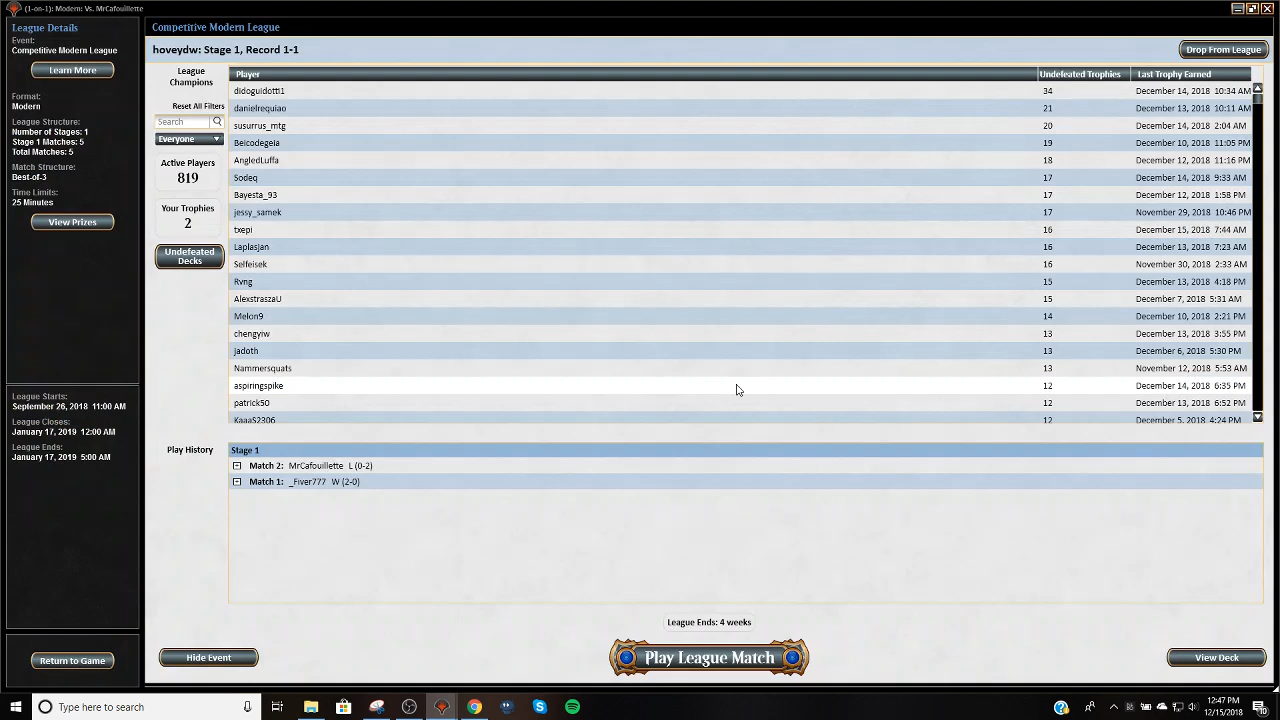 (1-on-1): Modern: Vs. MrCafouillette
League Details
Event:
Competitive Modern League
Learn More
Format:
Modern
League Structure:
Number of Stages: 1
Stage 1 Matches: 5
Total Matches: 5
Match Structure:
Best-of-3
Time Limits:
25 Minutes
View Prizes
League Starts:
September 26, 2018 11:00 AM
League Closes:
January 17, 2019 12:00 AM
League Ends:
January 17, 2019 5:00 AM
Return to Game
Competitive Modern League
hoveydw: Stage 1, Record 1-1
Drop From League
League
Champions
Reset All Filters
Search
Everyone
Active Players
819
Your Trophies
2
Undefeated
Decks
Player Undefeated Trophies Last Trophy Earned
didoguidotti1 34 December 14, 2018 10:34 AM
danielrequiao 21 December 13, 2018 10:11 AM
susurrus_mtg 20 December 14, 2018 2:04 AM
Beicodegeia 19 December 10, 2018 11:05 PM
AngledLuffa 18 December 12, 2018 11:16 PM
Sodeq 17 December 14, 2018 9:33 AM
Bayesta_93 17 December 12, 2018 1:58 PM
jessy_samek 17 November 29, 2018 10:46 PM
txepi 16 December 15, 2018 7:44 AM
Laplasjan 16 December 13, 2018 7:23 AM
Selfeisek 16 November 30, 2018 2:33 AM
Rvng 15 December 13, 2018 4:18 PM
AlexstraszaU 15 December 7, 2018 5:31 AM
Melon9 14 December 10, 2018 2:21 PM
chengyiw 13 December 13, 2018 3:55 PM
Jadoth 13 December 6, 2018 5:30 PM
Nammersquats 13 November 12, 2018 5:53 AM
aspiringspike 12 December 14, 2018 6:35 PM
patrick50 12 December 13, 2018 6:52 PM
KaaaS2306 12 December 5, 2018 4:24 PM
Play History
Stage 1
Match 2: MrCafouillette L (0-2)
Match 1: _Fiver777 W (2-0)
League Ends: 4 weeks
Hide Event
Play League Match
View Deck
Type here to search
12:47 PM
12/15/2018
10